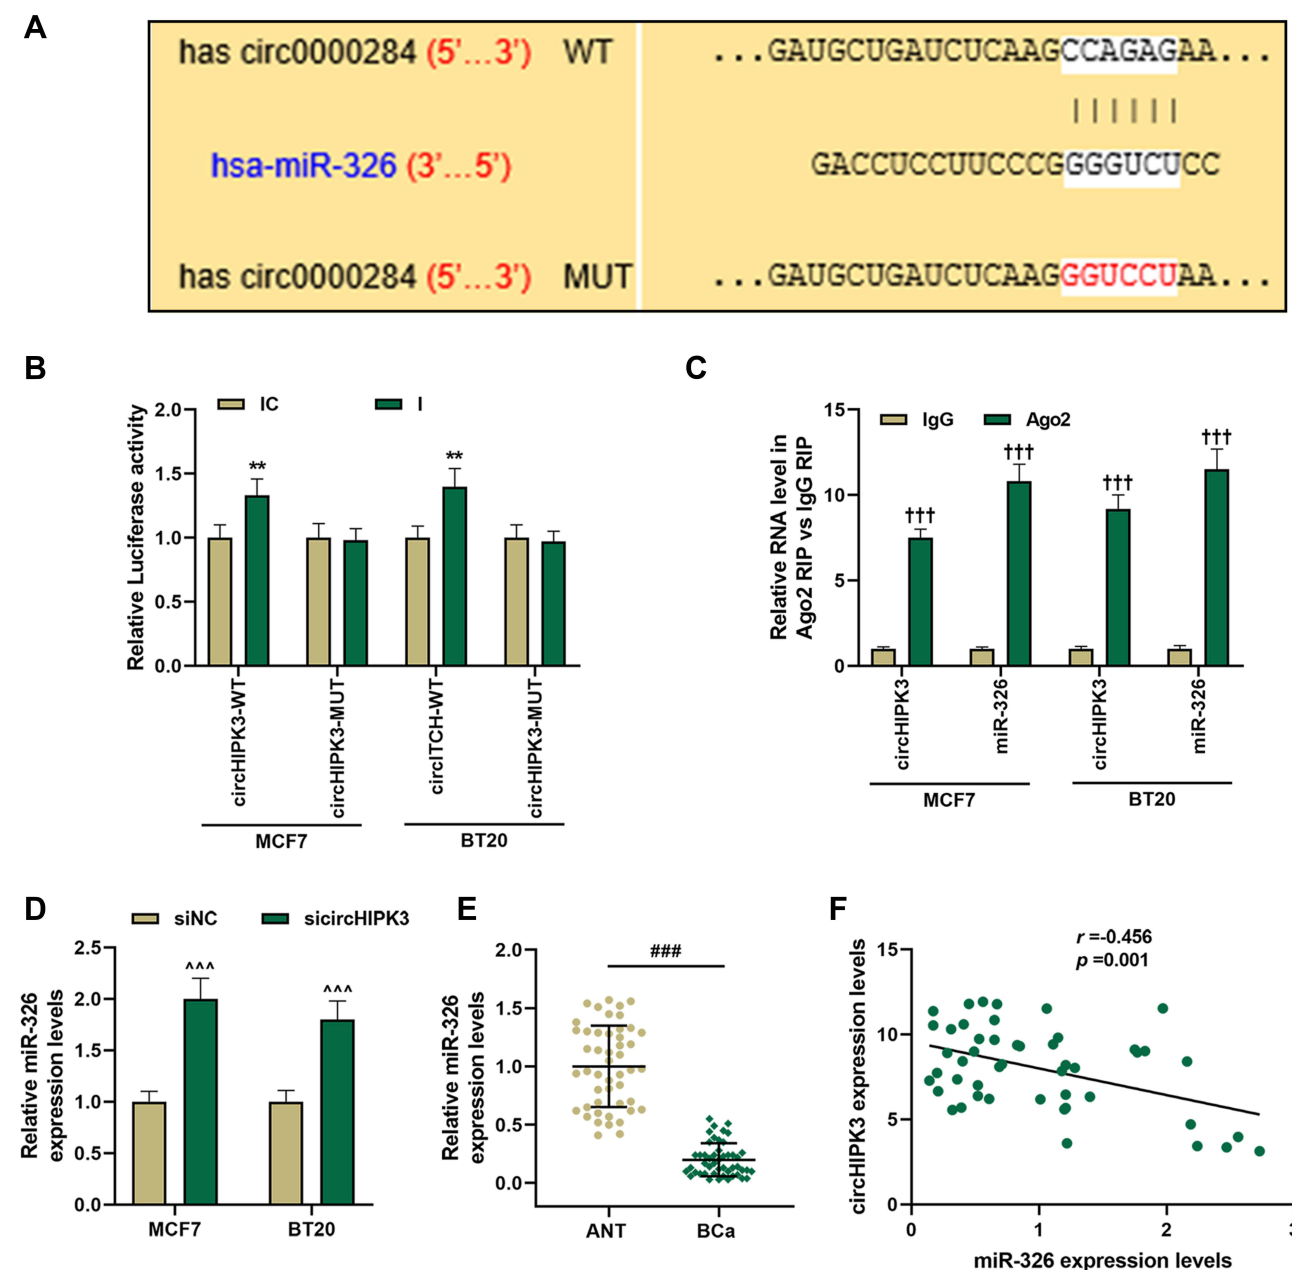 A
has circ0000284 (5'...3') WT ...GAUGCUGAUCUCAAGCCAGAGAA...
hsa-miR-326 (3'...5') GACCUCCUUCCCGGGGUCUCC
has circ0000284 (5'...3') MUT ...GAUGCUGAUCUCAAGGGUCCUAA...
B
IC I
Relative Luciferase activity
2.0
1.5
1.0
0.5
0.0
** **
circHIPK3-WT
circHIPK3-MUT
circITCH-WT
circHIPK3-MUT
MCF7 BT20
C
IgG Ago2
Relative RNA level in
Ago2 RIP vs IgG RIP
15
10
5
0
††† ††† ††† †††
circHIPK3
miR-326
circHIPK3
miR-326
MCF7 BT20
D
siNC sicircHIPK3
Relative miR-326
expression levels
2.5
2.0
1.5
1.0
0.5
0.0
^^^ ^^^
MCF7 BT20
E
Relative miR-326
expression levels
2.0
1.5
1.0
0.5
0.0
###
ANT BCa
F
circHIPK3 expression levels
15
10
5
0
r =-0.456
p =0.001
0 1 2 3
miR-326 expression levels